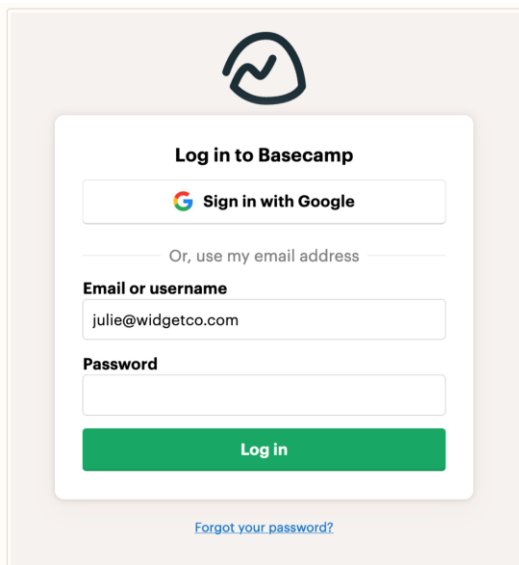 Log in to Basecamp
Sign in with Google
Or, use my email address
Email or username
julie@widgetco.com
Password
Log in
Forgot your password?